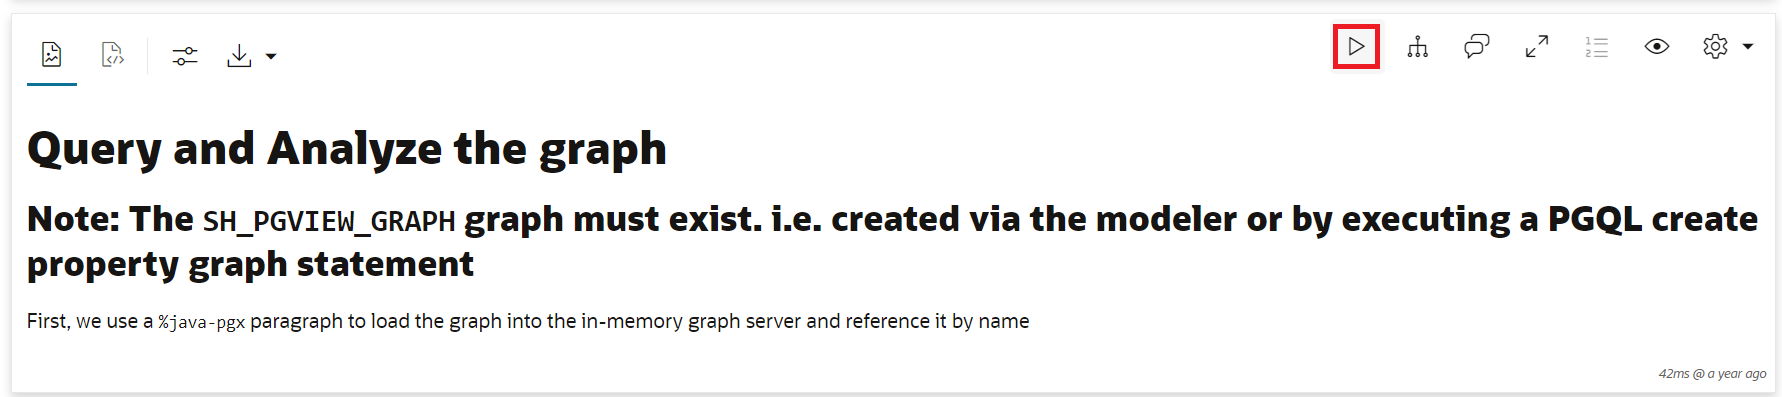 Query and Analyze the graph
Note: The SH_PGVIEW_GRAPH graph must exist. i.e. created via the modeler or by executing a PGQL create
property graph statement
First, we use a %java-pgx paragraph to load the graph into the in-memory graph server and reference it by name
42ms @ a year ago